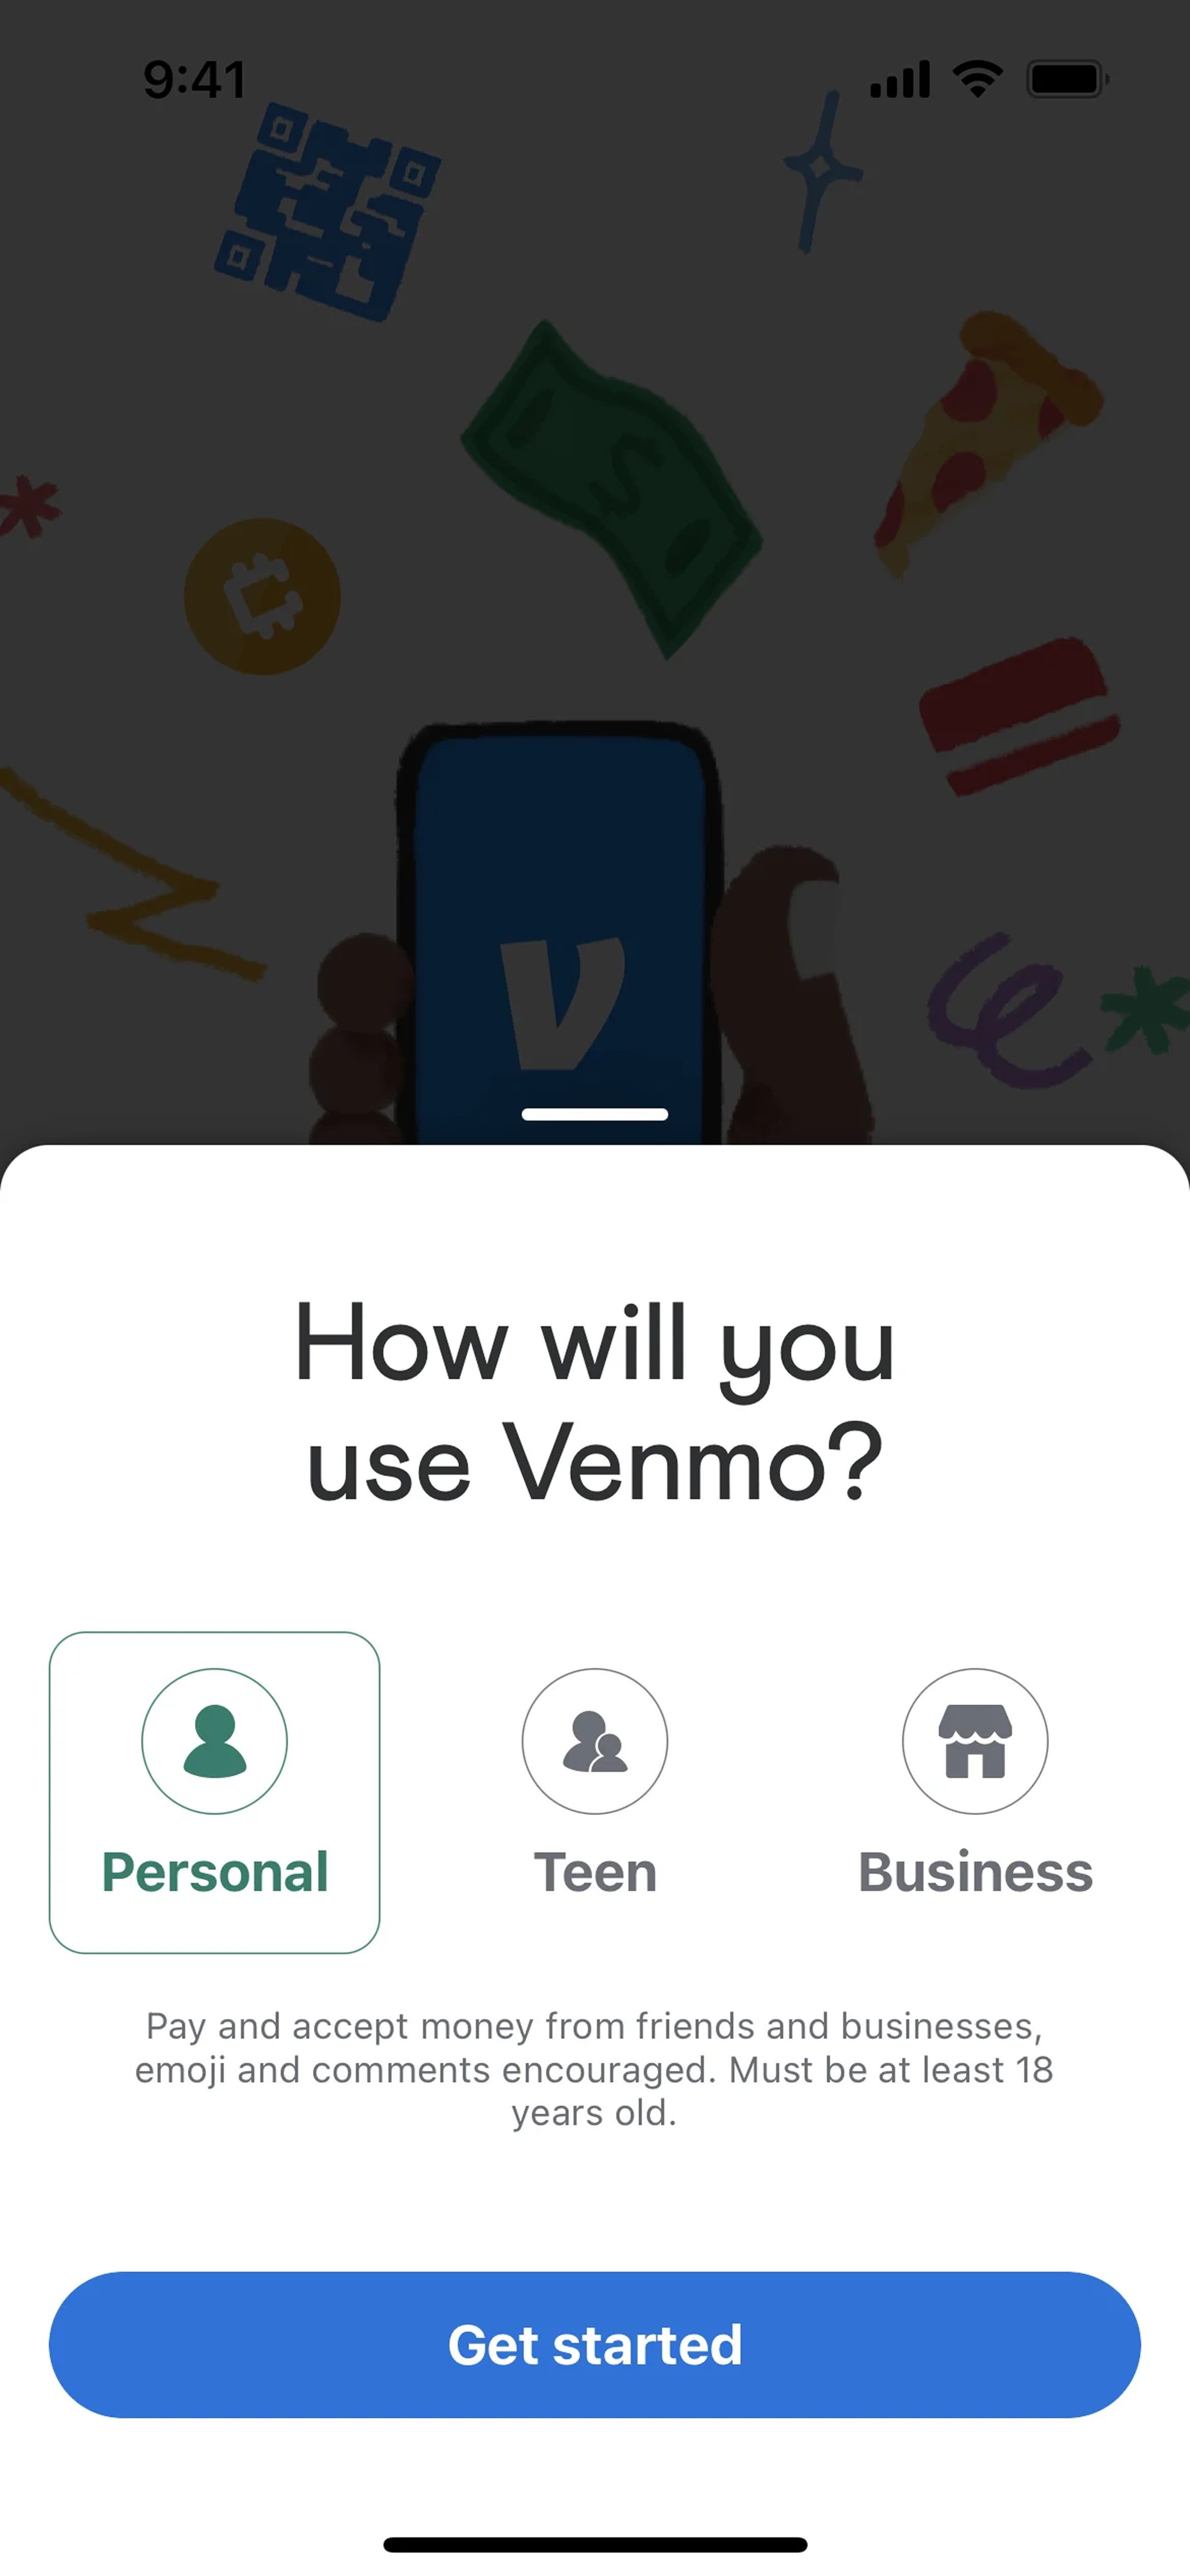 9:41
V
How will you
use Venmo?
Personal
Teen
Business
Pay and accept money from friends and businesses,
emoji and comments encouraged. Must be at least 18
years old.
Get started